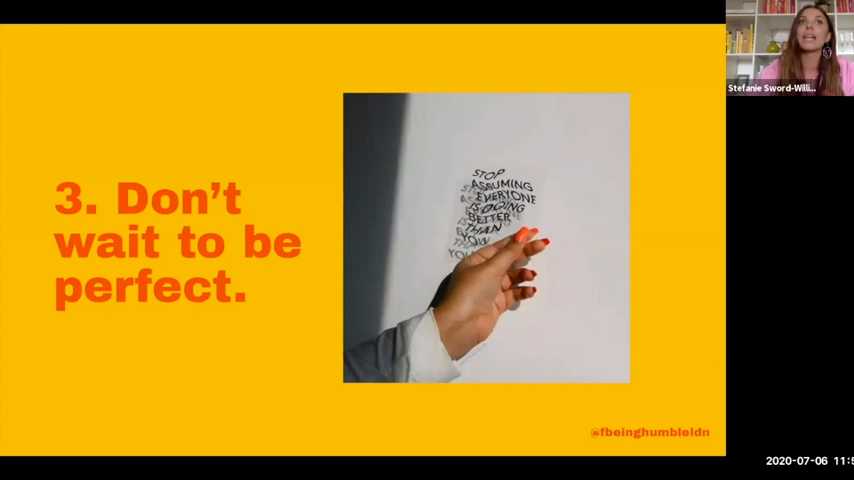 3. Don't
wait to be
perfect.
STOP
ASSUMING
EVERYONE
IS DOING
BETTER
THAN
YOU
@fbeinghumbleldn
Stefanie Sword-Willi...
2020-07-06 11:5